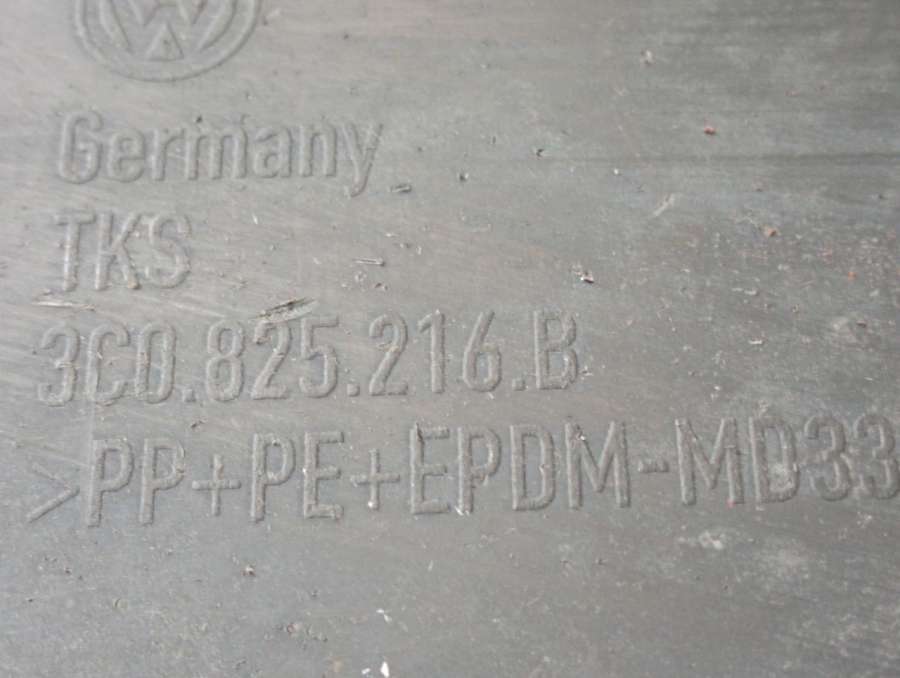 Germany
TKS
3C0.825.216.B
>PP+PE+EPDM-MD33